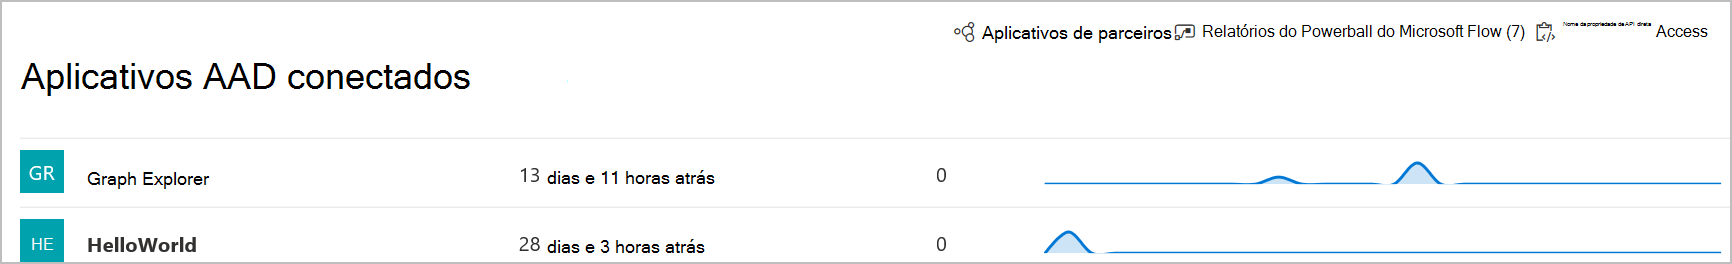 Aplicativos de parceiros Relatórios do Powerball do Microsoft Flow (7) Nome da propriedade de API direta Access
Aplicativos AAD conectados
GR Graph Explorer 13 dias e 11 horas atrás 0
HE HelloWorld 28 dias e 3 horas atrás 0